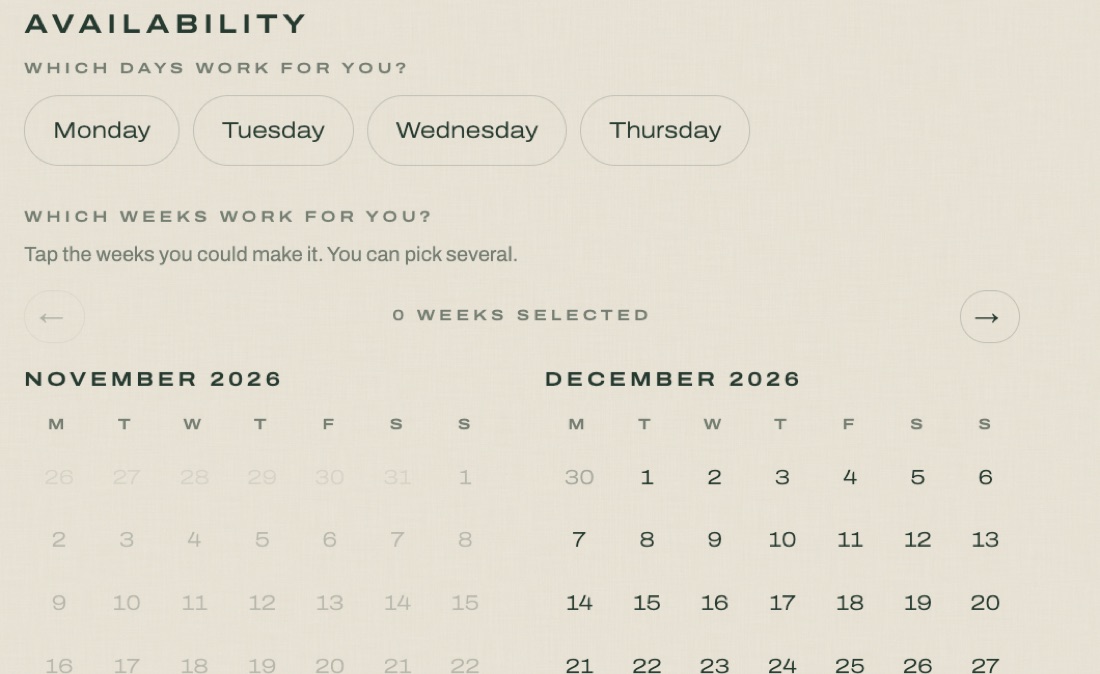 AVAILABILITY
WHICH DAYS WORK FOR YOU?
Monday Tuesday Wednesday Thursday
WHICH WEEKS WORK FOR YOU?
Tap the weeks you could make it. You can pick several.
← 0 WEEKS SELECTED →
NOVEMBER 2026
M T W T F S S
26 27 28 29 30 31 1
2 3 4 5 6 7 8
9 10 11 12 13 14 15
16 17 18 19 20 21 22
DECEMBER 2026
M T W T F S S
30 1 2 3 4 5 6
7 8 9 10 11 12 13
14 15 16 17 18 19 20
21 22 23 24 25 26 27